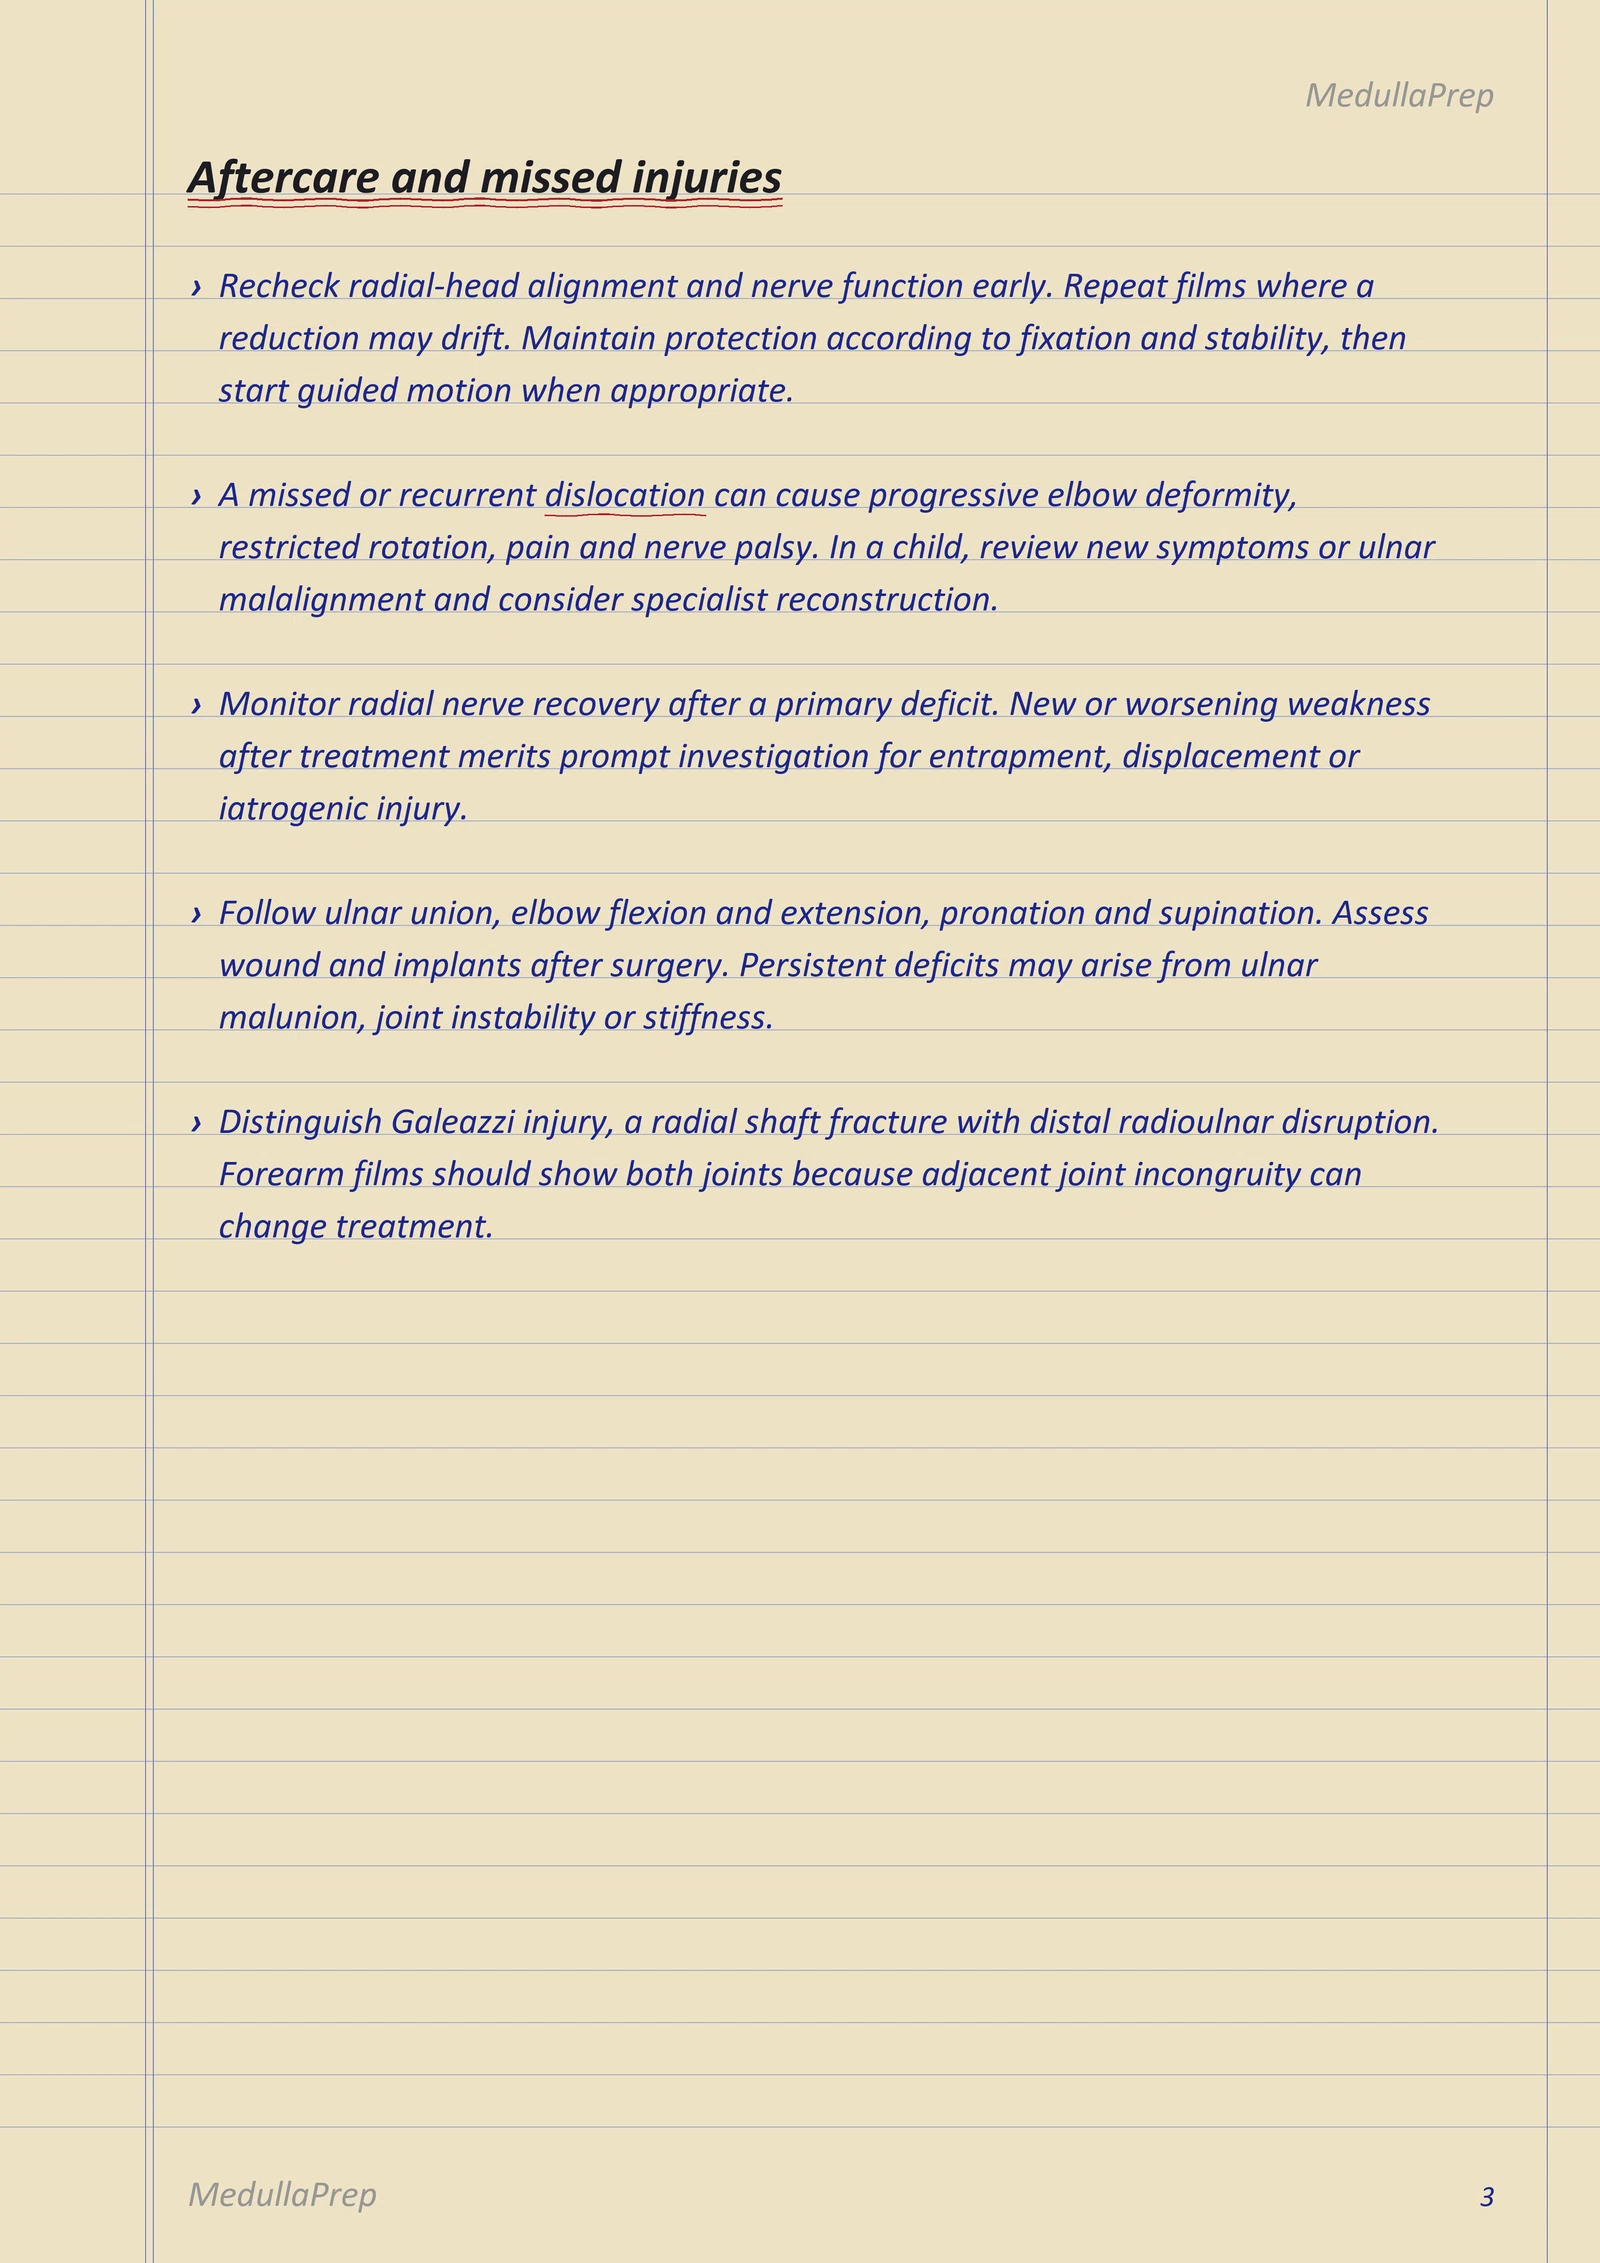 MedullaPrep
Aftercare and missed injuries
› Recheck radial-head alignment and nerve function early. Repeat films where a
reduction may drift. Maintain protection according to fixation and stability, then
start guided motion when appropriate.
› A missed or recurrent dislocation can cause progressive elbow deformity,
restricted rotation, pain and nerve palsy. In a child, review new symptoms or ulnar
malalignment and consider specialist reconstruction.
› Monitor radial nerve recovery after a primary deficit. New or worsening weakness
after treatment merits prompt investigation for entrapment, displacement or
iatrogenic injury.
› Follow ulnar union, elbow flexion and extension, pronation and supination. Assess
wound and implants after surgery. Persistent deficits may arise from ulnar
malunion, joint instability or stiffness.
› Distinguish Galeazzi injury, a radial shaft fracture with distal radioulnar disruption.
Forearm films should show both joints because adjacent joint incongruity can
change treatment.
MedullaPrep
3